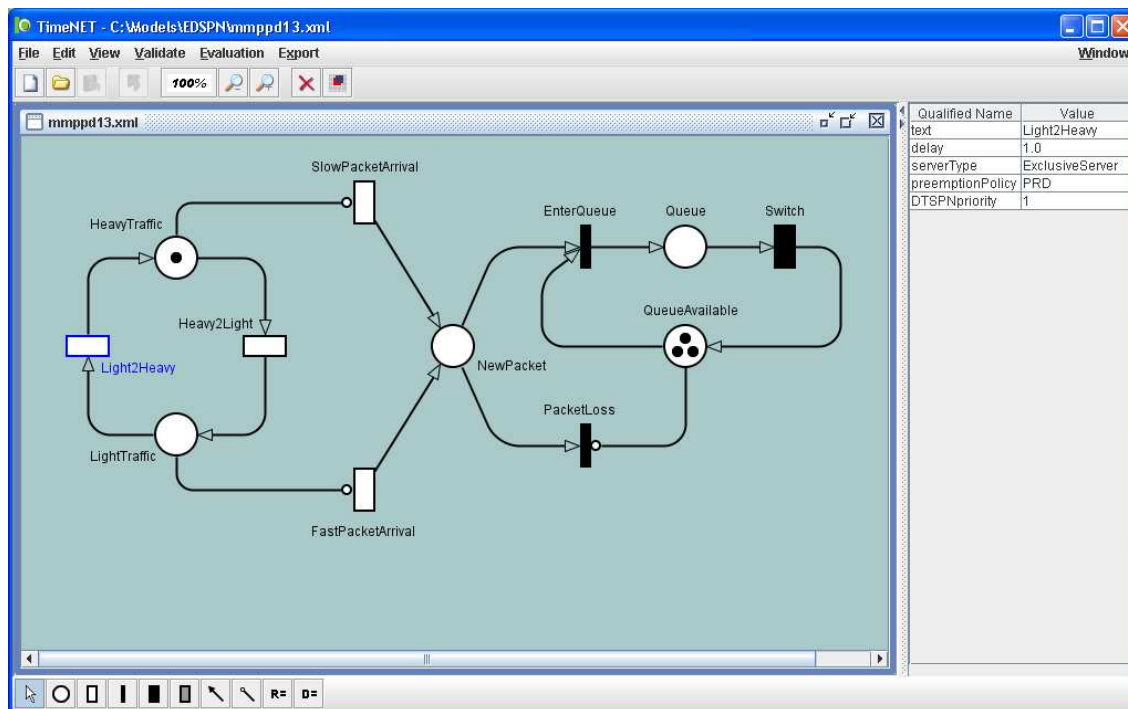 TimeNET - C:\Models\EDSPN\mmppd13.xml
File Edit View Validate Evaluation Export Window
100%
mmppd13.xml
Qualified Name Value
text Light2Heavy
delay 1.0
serverType ExclusiveServer
preemptionPolicy PRD
DTSPNpriority 1
SlowPacketArrival
HeavyTraffic
EnterQueue Queue Switch
Heavy2Light
QueueAvailable
Light2Heavy
NewPacket
PacketLoss
LightTraffic
FastPacketArrival
R= D=